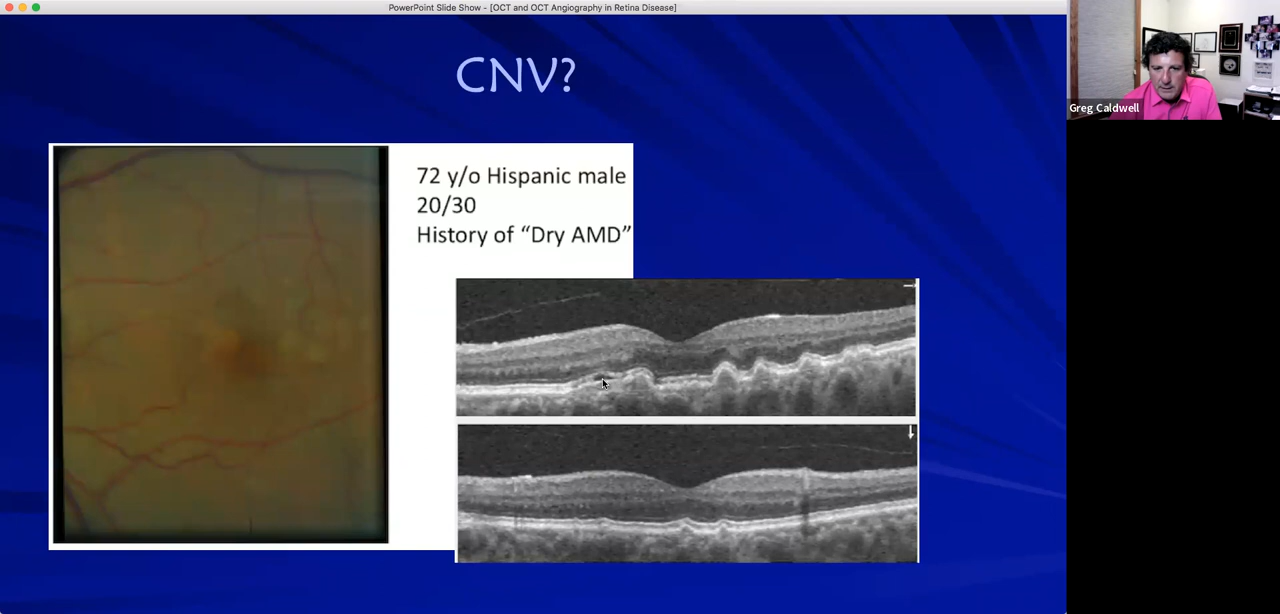 PowerPoint Slide Show - [OCT and OCT Angiography in Retina Disease]
CNV?
72 y/o Hispanic male
20/30
History of “Dry AMD”
Greg Caldwell